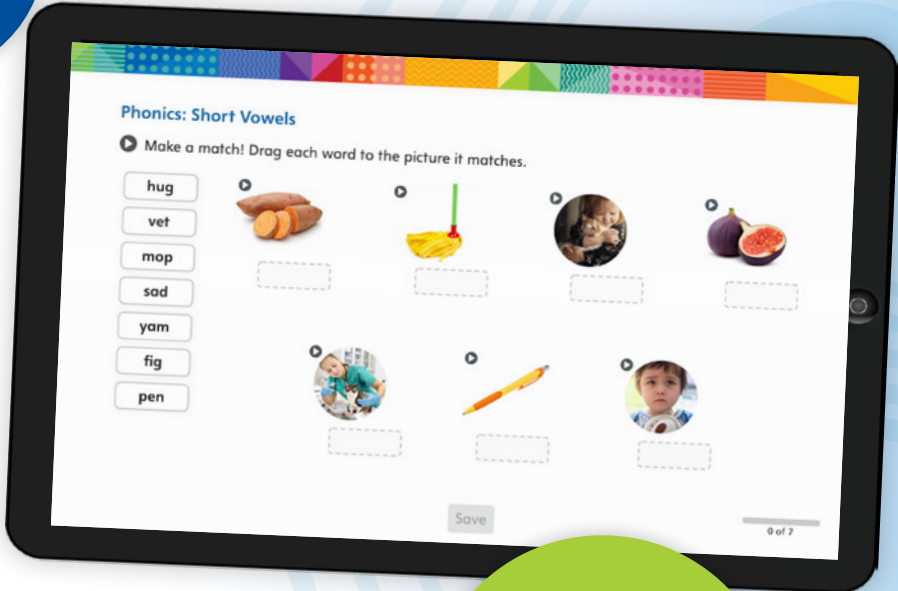 Phonics: Short Vowels
Make a match! Drag each word to the picture it matches.
hug
vet
mop
sad
yam
fig
pen
Save
0 of 7